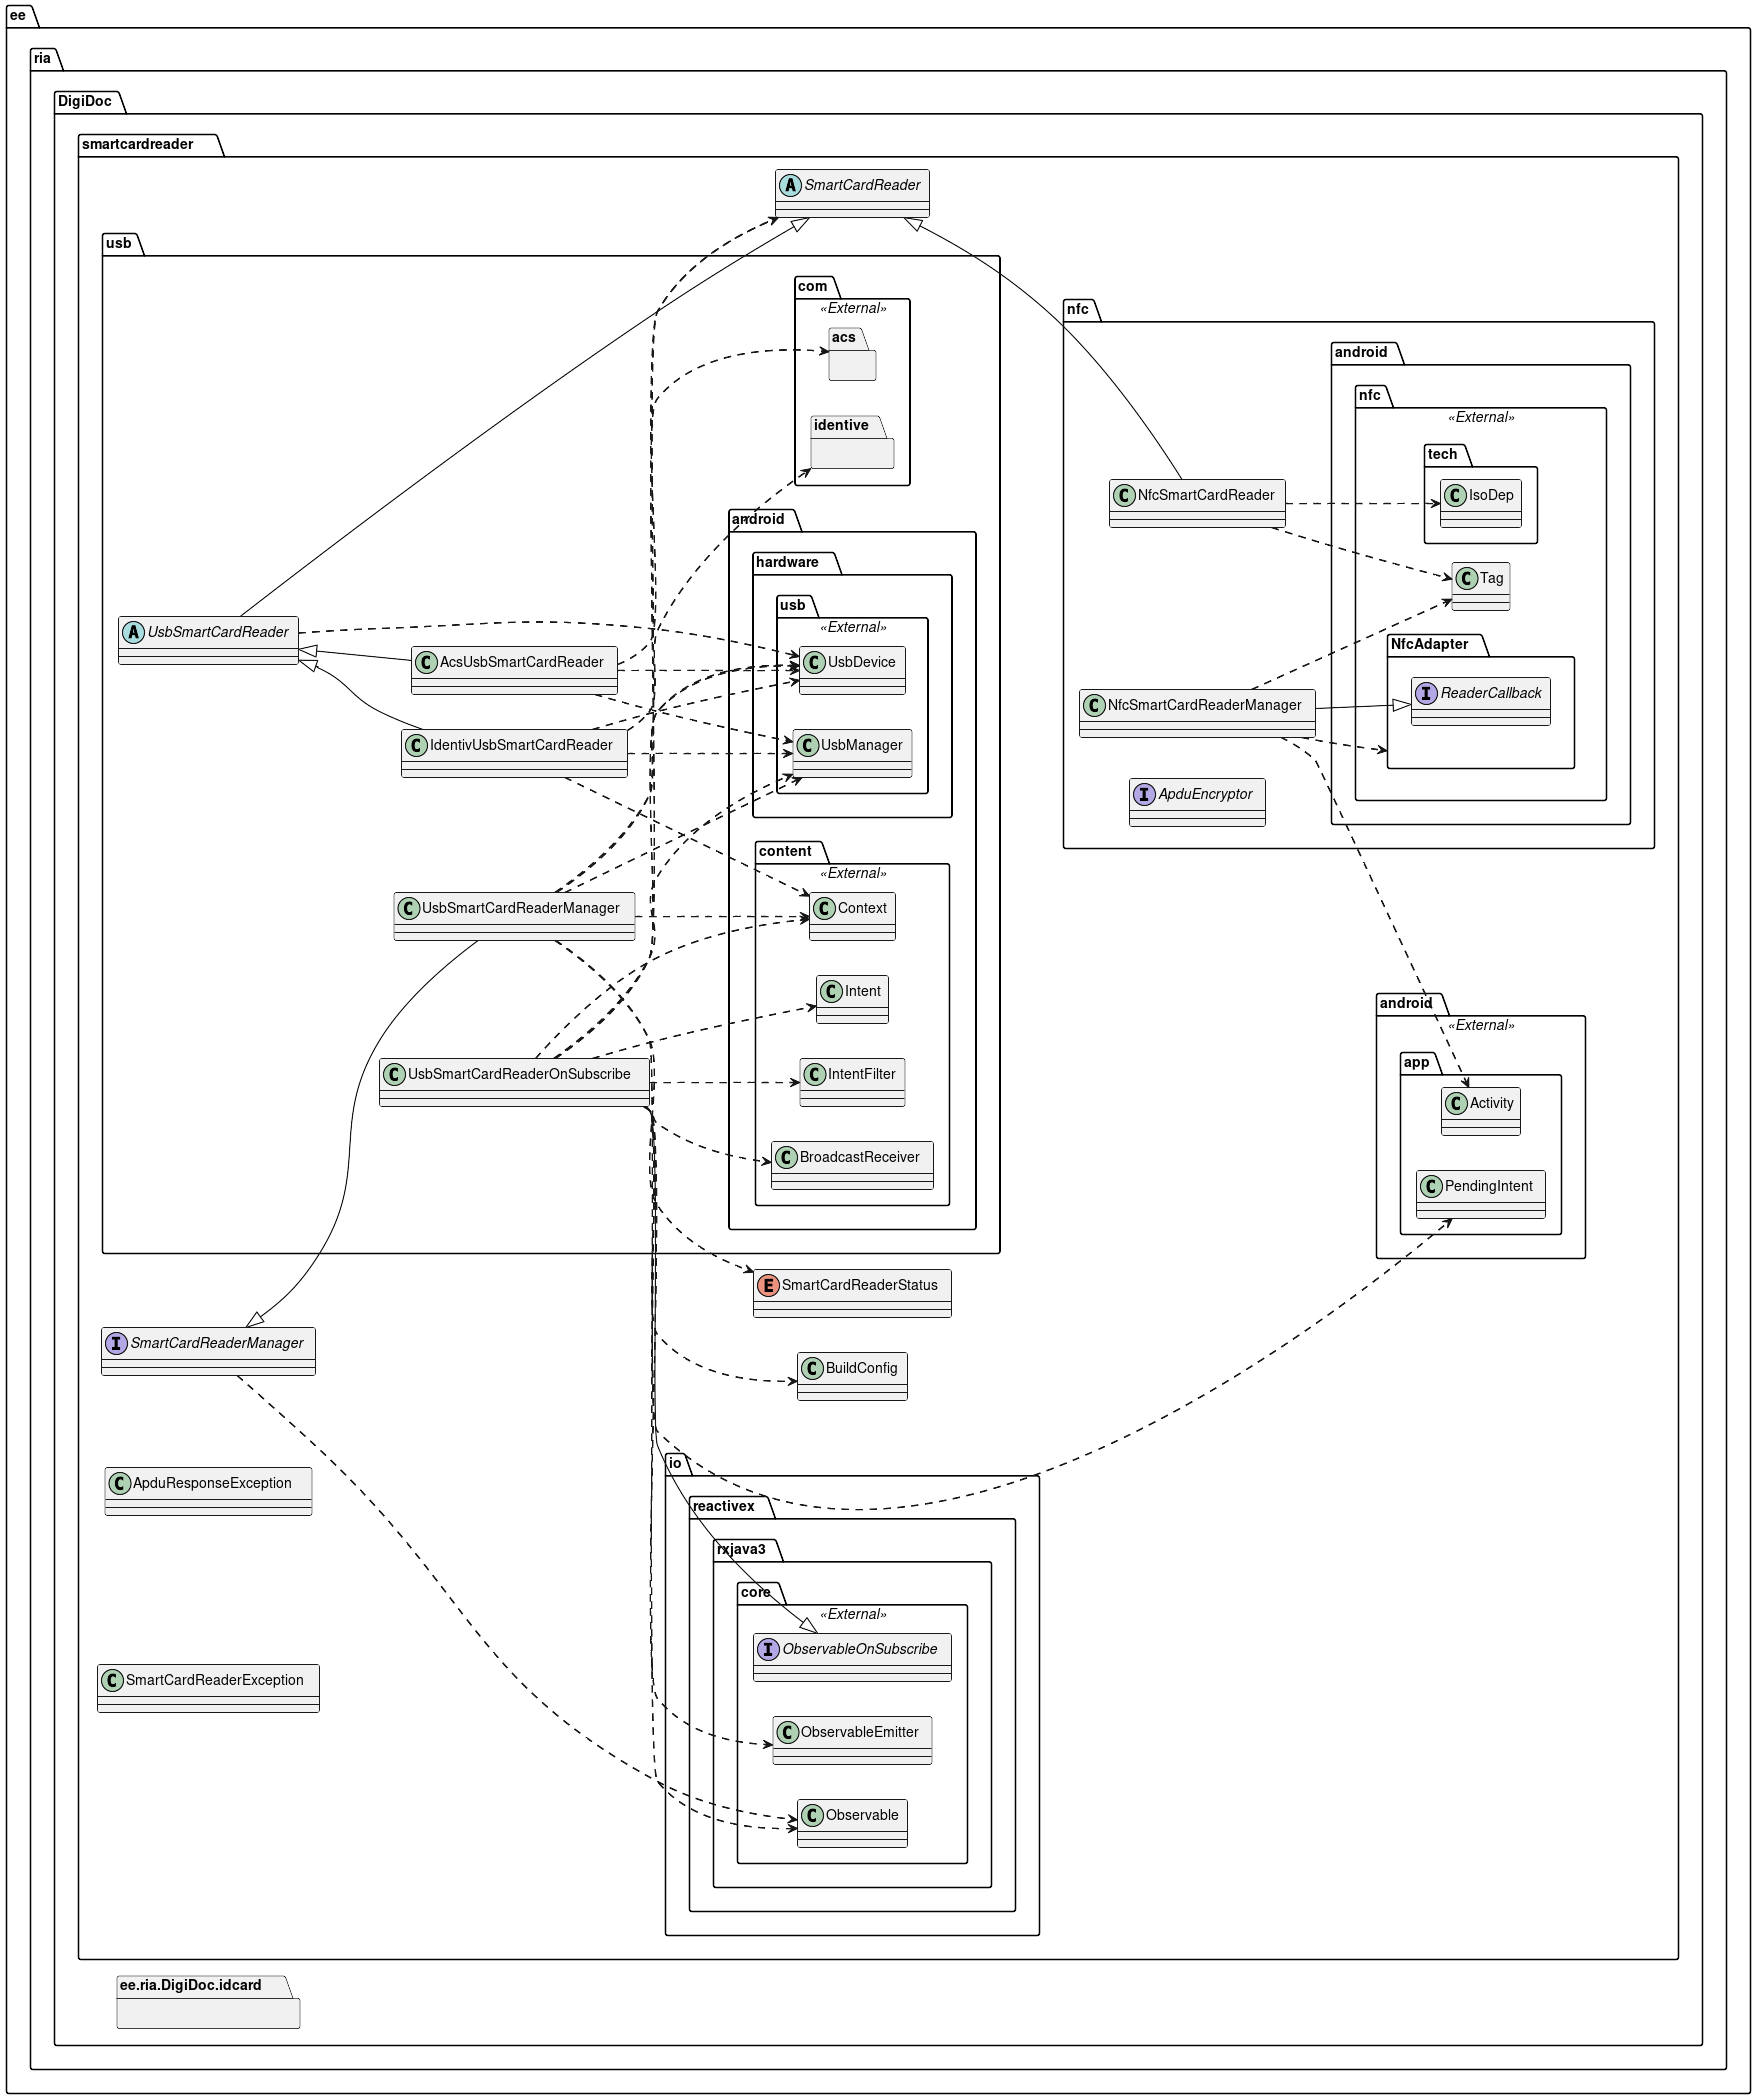 ee
ria
DigiDoc
smartcardreader
A SmartCardReader
usb
com
«External»
acs
identive
android
hardware
usb
«External»
A UsbSmartCardReader
C AcsUsbSmartCardReader
C UsbDevice
C IdentivUsbSmartCardReader
C UsbManager
content
«External»
C UsbSmartCardReaderManager
C Context
C Intent
C UsbSmartCardReaderOnSubscribe
C IntentFilter
C BroadcastReceiver
nfc
android
nfc
«External»
tech
C NfcSmartCardReader
C IsoDep
C Tag
NfcAdapter
I ReaderCallback
C NfcSmartCardReaderManager
I ApduEncryptor
android
«External»
app
C Activity
C PendingIntent
E SmartCardReaderStatus
I SmartCardReaderManager
C BuildConfig
C ApduResponseException
io
reactivex
rxjava3
core
«External»
I ObservableOnSubscribe
C SmartCardReaderException
C ObservableEmitter
C Observable
ee.ria.DigiDoc.idcard